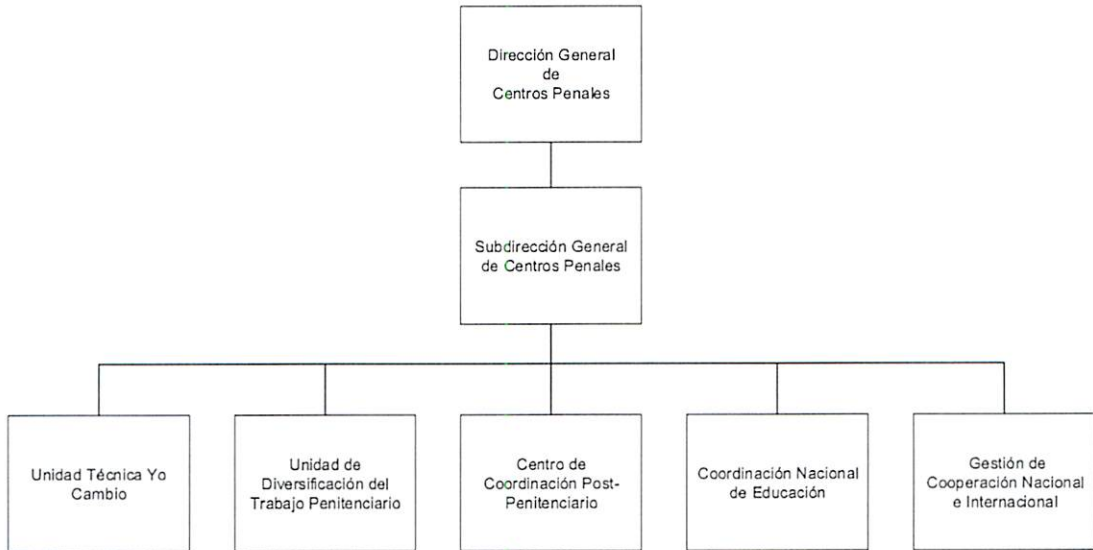 Dirección General
de
Centros Penales
Subdirección General
de Centros Penales
Unidad Técnica Yo
Cambio
Unidad de
Diversificación del
Trabajo Penitenciario
Centro de
Coordinación Post-
Penitenciario
Coordinación Nacional
de Educación
Gestión de
Cooperación Nacional
e Internacional